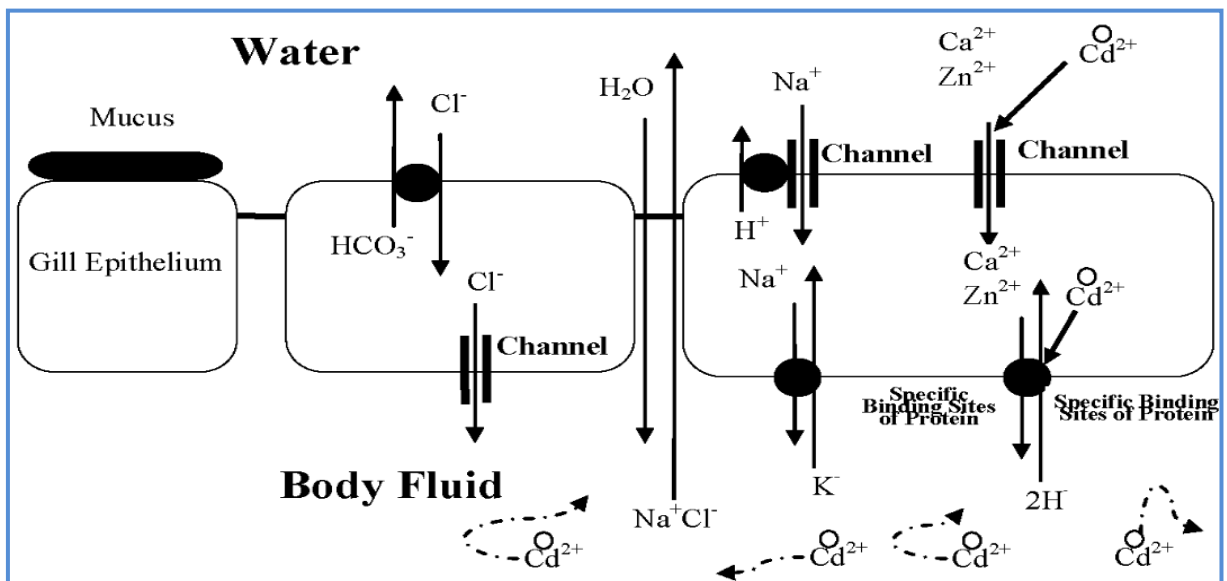 Water
Mucus
Gill Epithelium
HCO₃⁻
Cl⁻
Cl⁻
Channel
Body Fluid
H₂O
Na⁺Cl⁻
H⁺
Na⁺
Channel
Na⁺
K⁻
Ca²⁺
Zn²⁺
Cd²⁺
Channel
Ca²⁺
Zn²⁺
Cd²⁺
Specific
Binding Sites
of Protein
Specific Binding
Sites of Protein
2H⁻
Cd²⁺
Cd²⁺
Cd²⁺
Cd²⁺